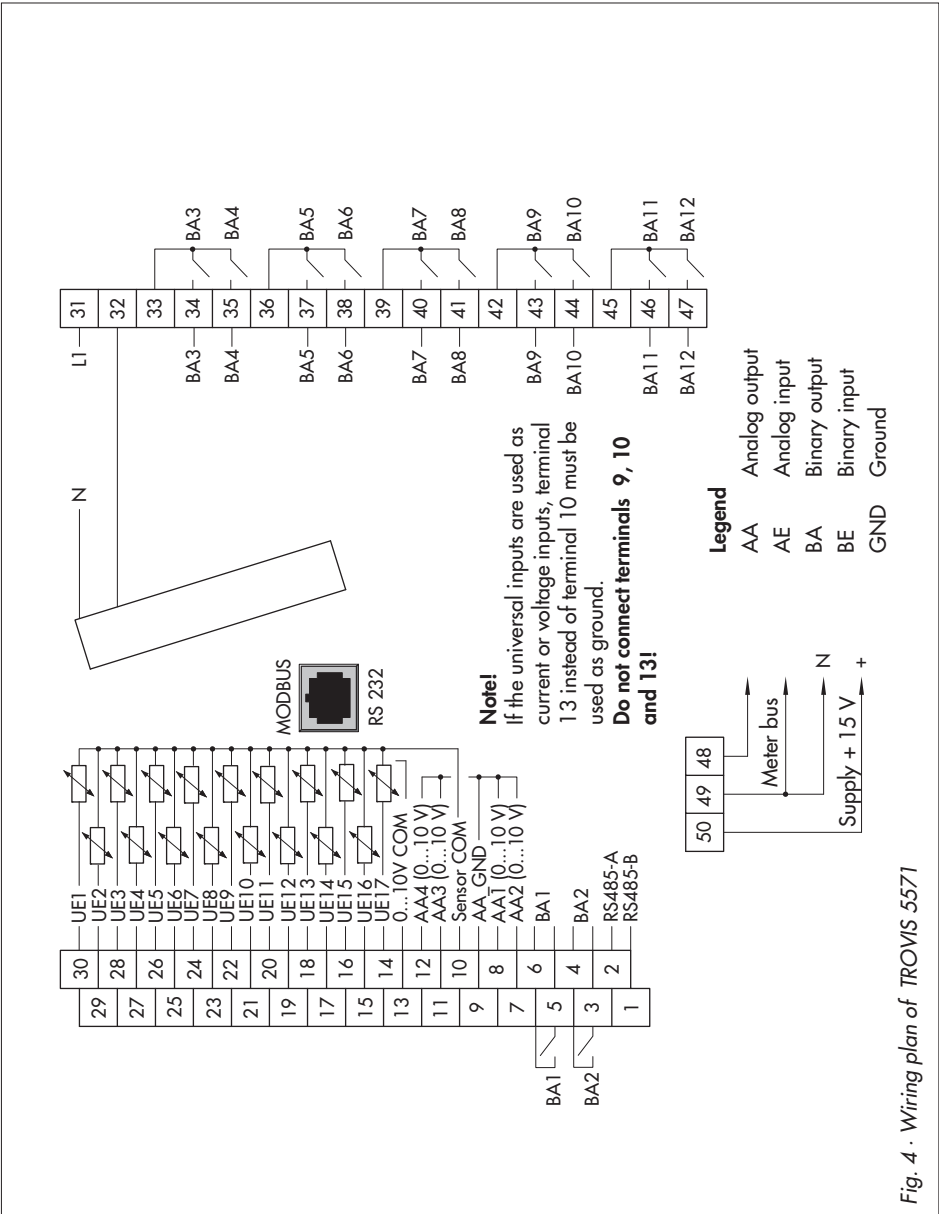 UE1
UE2
UE3
UE4
UE5
UE6
UE7
UE8
UE9
UE10
UE11
UE12
UE13
UE14
UE15
UE16
UE17
0...10V COM
AA4 (0...10 V)
AA3 (0...10 V)
Sensor COM
AA_GND
AA1 (0...10 V)
AA2 (0...10 V)
BA1
BA2
RS485-A
RS485-B
30
29
28
27
26
25
24
23
22
21
20
19
18
17
16
15
14
13
12
11
10
9
8
7
6
5
4
3
2
1
BA1
BA2
MODBUS
RS 232
N
L1
31
32
33
34
35
36
37
38
39
40
41
42
43
44
45
46
47
BA3
BA4
BA5
BA6
BA7
BA8
BA9
BA10
BA11
BA12
BA3
BA4
BA5
BA6
BA7
BA8
BA9
BA10
BA11
BA12
Note!
If the universal inputs are used as
current or voltage inputs, terminal
13 instead of terminal 10 must be
used as ground.
Do not connect terminals 9, 10
and 13!
50 49 48
Meter bus
N
Supply + 15 V
+
Legend
AA Analog output
AE Analog input
BA Binary output
BE Binary input
GND Ground
Fig. 4 · Wiring plan of TROVIS 5571